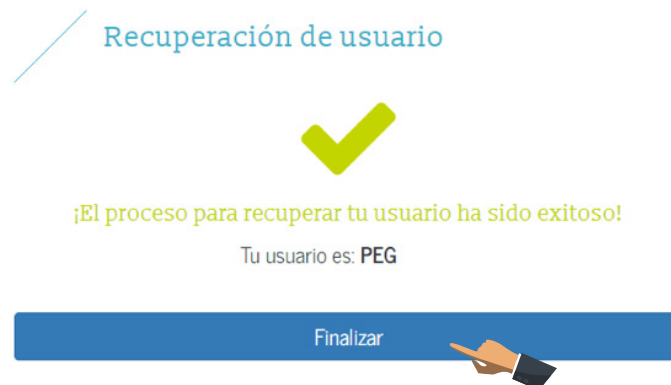 Recuperación de usuario
¡El proceso para recuperar tu usuario ha sido exitoso!
Tu usuario es: PEG
Finalizar